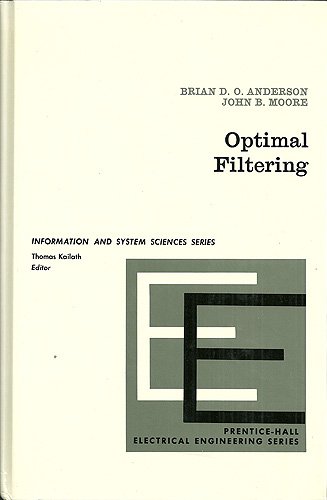 BRIAN D. O. ANDERSON
JOHN B. MOORE
Optimal
Filtering
INFORMATION AND SYSTEM SCIENCES SERIES
Thomas Kailath
Editor
EE
PRENTICE-HALL
ELECTRICAL ENGINEERING SERIES